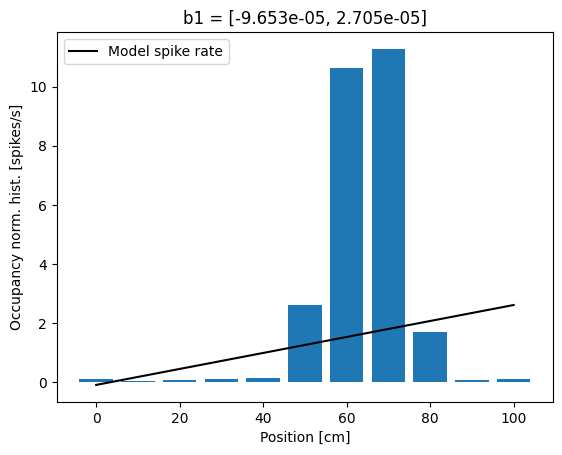 b1 = [-9.653e-05, 2.705e-05]
Model spike rate
Occupancy norm. hist. [spikes/s]
10
8
6
4
2
0
0 20 40 60 80 100
Position [cm]